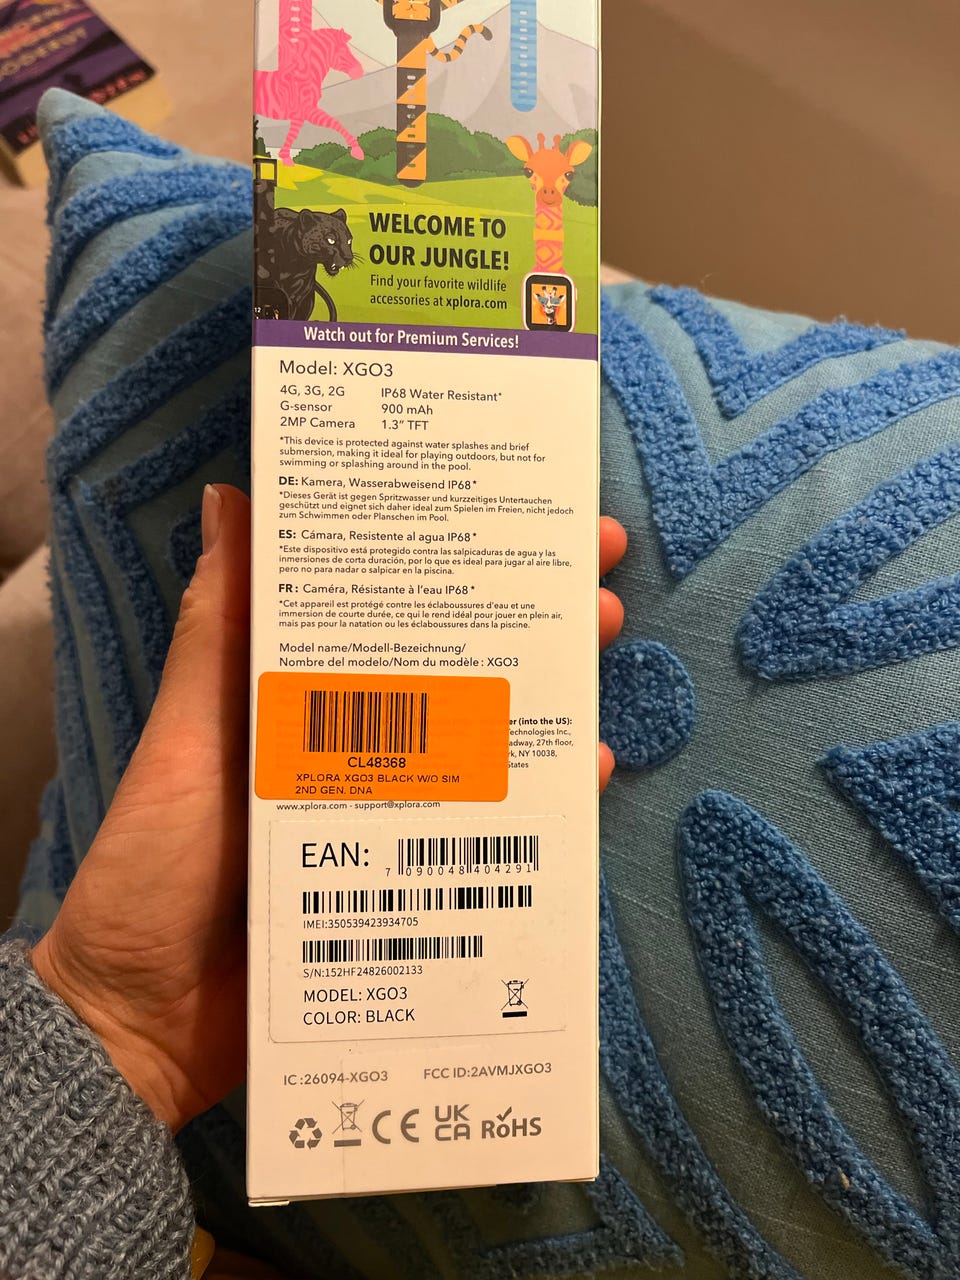 WELCOME TO
OUR JUNGLE!
Find your favorite wildlife
accessories at xplora.com
12
Watch out for Premium Services!
Model: XGO3
4G, 3G, 2G IP68 Water Resistant*
G-sensor 900 mAh
2MP Camera 1.3" TFT
*This device is protected against water splashes and brief
submersion, making it ideal for playing outdoors, but not for
swimming or splashing around in the pool.
DE: Kamera, Wasserabweisend IP68*
*Dieses Gerät ist gegen Spritzwasser und kurzzeitiges Untertauchen
geschützt und eignet sich daher ideal zum Spielen im Freien, nicht jedoch
zum Schwimmen oder Planschen im Pool.
ES: Cámara, Resistente al agua IP68*
*Este dispositivo está protegido contra las salpicaduras de agua y las
inmersiones de corta duración, por lo que es ideal para jugar al aire libre,
pero no para nadar o salpicar en la piscina.
FR: Caméra, Résistante à l'eau IP68*
*Cet appareil est protégé contre les éclaboussures d'eau et une
immersion de courte durée, ce qui le rend idéal pour jouer en plein air,
mais pas pour la natation ou les éclaboussures dans la piscine.
Model name/Modell-Bezeichnung/
Nombre del modelo/Nom du modèle : XGO3
er (into the US):
Technologies Inc.,
adway, 27th floor,
rk, NY 10038,
States
CL48368
XPLORA XGO3 BLACK W/O SIM
2ND GEN. DNA
www.xplora.com - support@xplora.com
EAN:
7 090048 404291
IMEI:350539423934705
S/N:152HF24826002133
MODEL: XGO3
COLOR: BLACK
IC :26094-XGO3 FCC ID:2AVMJXGO3
CE UK CA RoHS